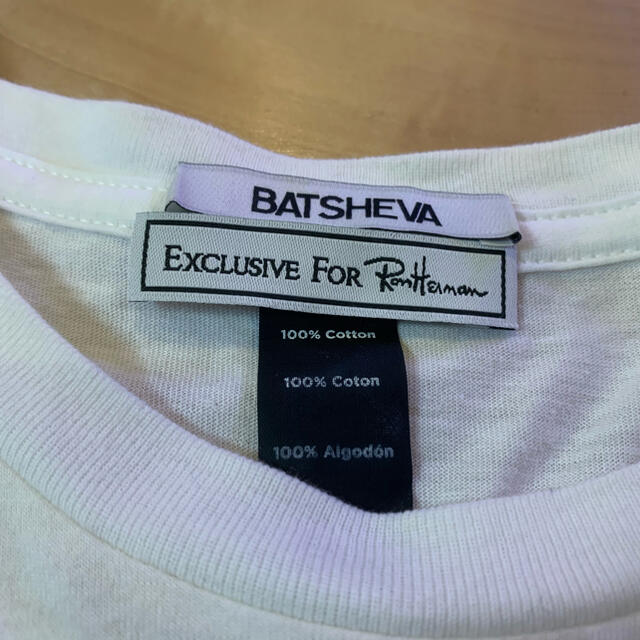 BATSHEVA
EXCLUSIVE FOR Ron Herman
100% Cotton
100% Coton
100% Algodón